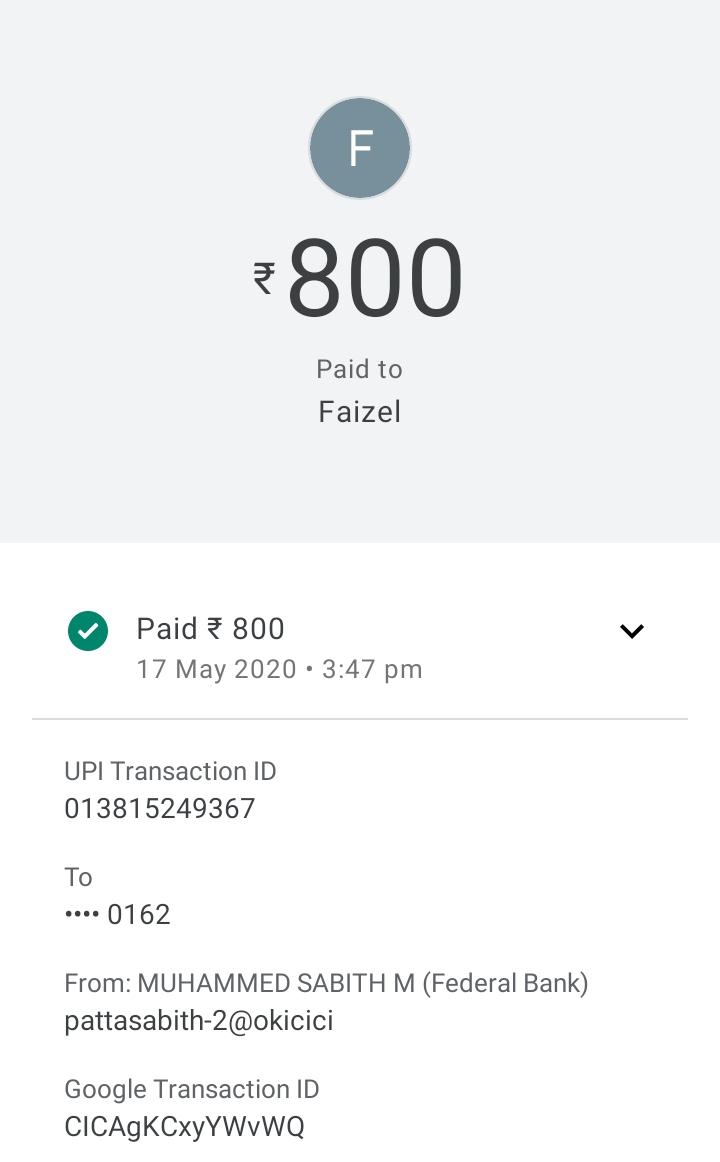 F
₹800
Paid to
Faizel
Paid ₹ 800
17 May 2020 • 3:47 pm
UPI Transaction ID
013815249367
To
•••• 0162
From: MUHAMMED SABITH M (Federal Bank)
pattasabith-2@okicici
Google Transaction ID
CICAgKCxyYWvWQ